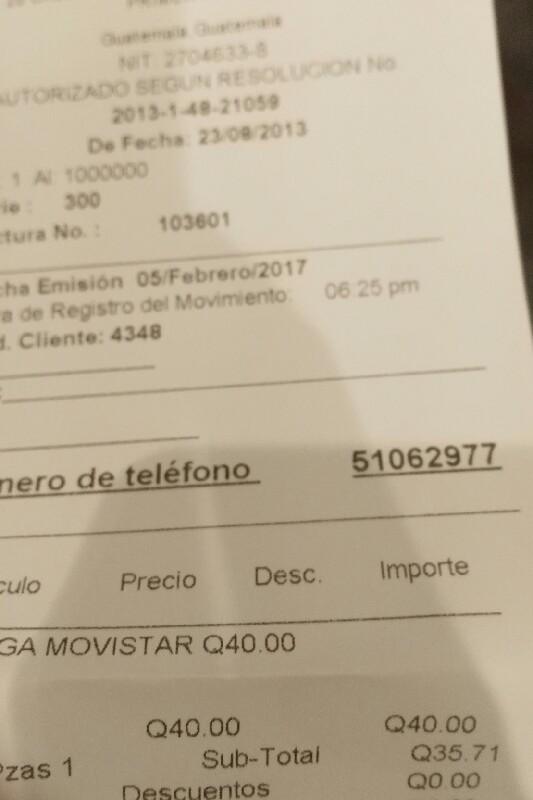 Guatemala, Guatemala
NIT: 2704633-8
AUTORIZADO SEGUN RESOLUCION No
2013-1-48-21059
De Fecha: 23/08/2013
1 Al 1000000
rie : 300
ctura No. : 103601
cha Emisión 05/Febrero/2017
a de Registro del Movimiento: 06:25 pm
d. Cliente: 4348
nero de teléfono 51062977
culo Precio Desc. Importe
GA MOVISTAR Q40.00
Q40.00 Q40.00
Pzas 1 Sub-Total Q35.71
Descuentos Q0.00